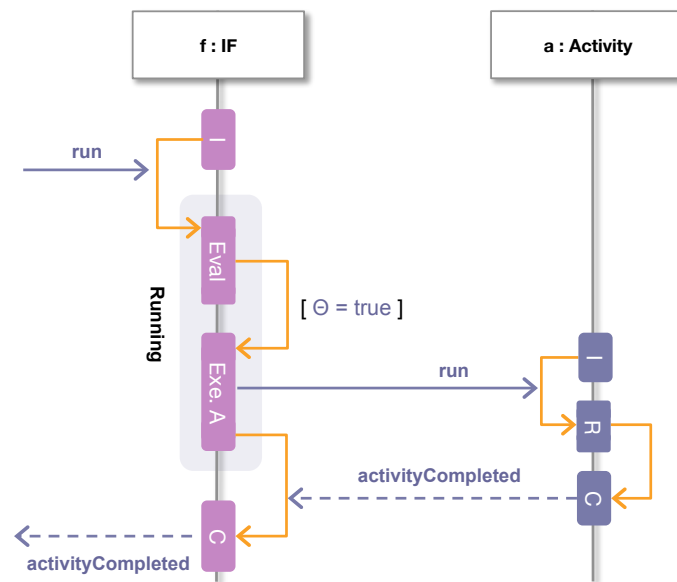 f : IF
a : Activity
I
run
Eval
Running
[ Θ = true ]
Exe. A
run
I
R
activityCompleted
C
C
activityCompleted